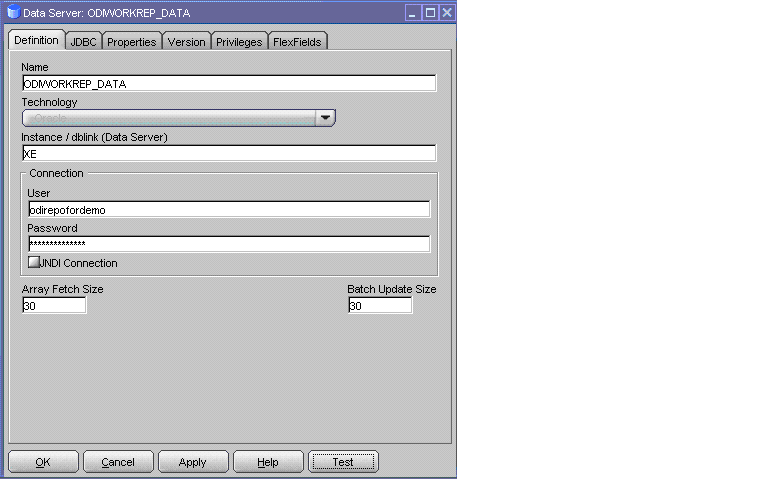 Data Server: ODIWORKREP_DATA
Definition JDBC Properties Version Privileges FlexFields
Name
ODIWORKREP_DATA
Technology
Oracle
Instance / dblink (Data Server)
XE
Connection
User
odirepofordemo
Password
*************
JNDI Connection
Array Fetch Size Batch Update Size
30 30
OK Cancel Apply Help Test